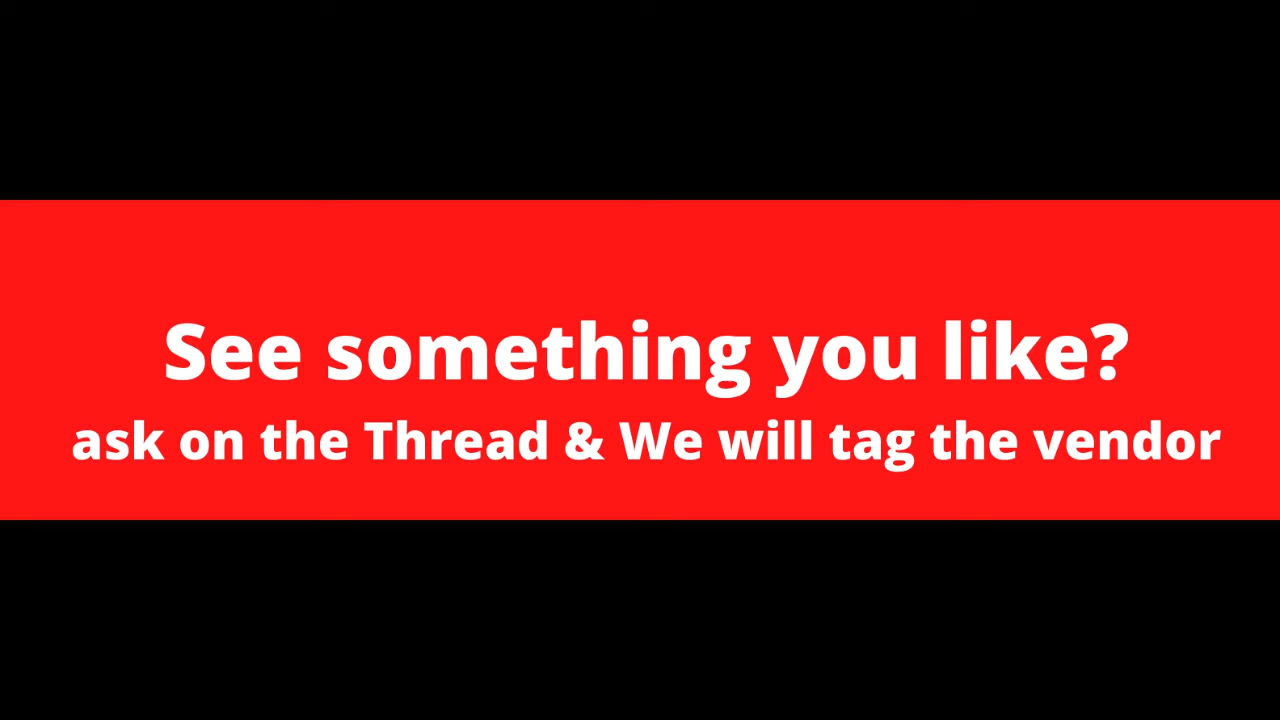 See something you like?
ask on the Thread & We will tag the vendor